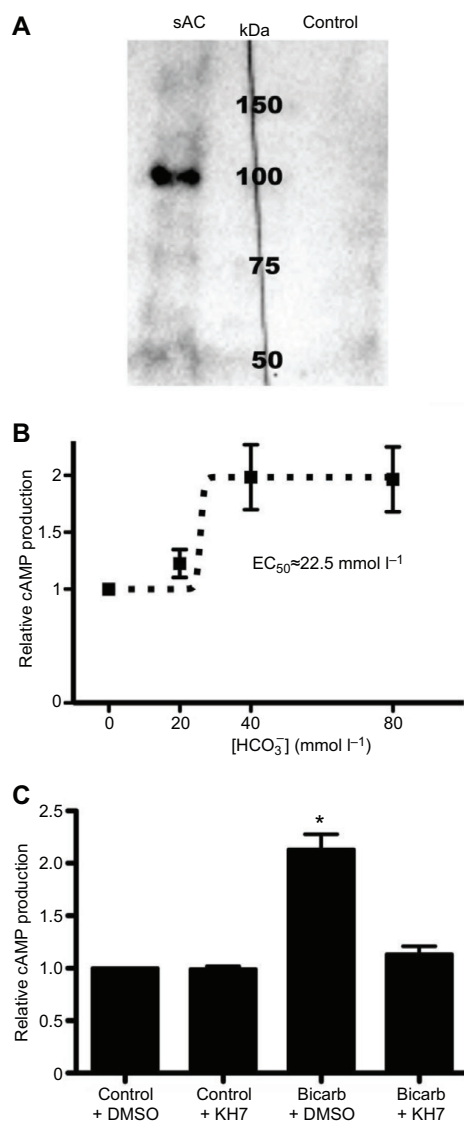 A
sAC kDa Control
150
100
75
50
B
Relative cAMP production
2
1.5
1
0
EC50≈22.5 mmol l–1
0 20 40 80
[HCO3–] (mmol l–1)
C
Relative cAMP production
2.5
2.0
1.5
1.0
0.5
0
*
Control + DMSO
Control + KH7
Bicarb + DMSO
Bicarb + KH7